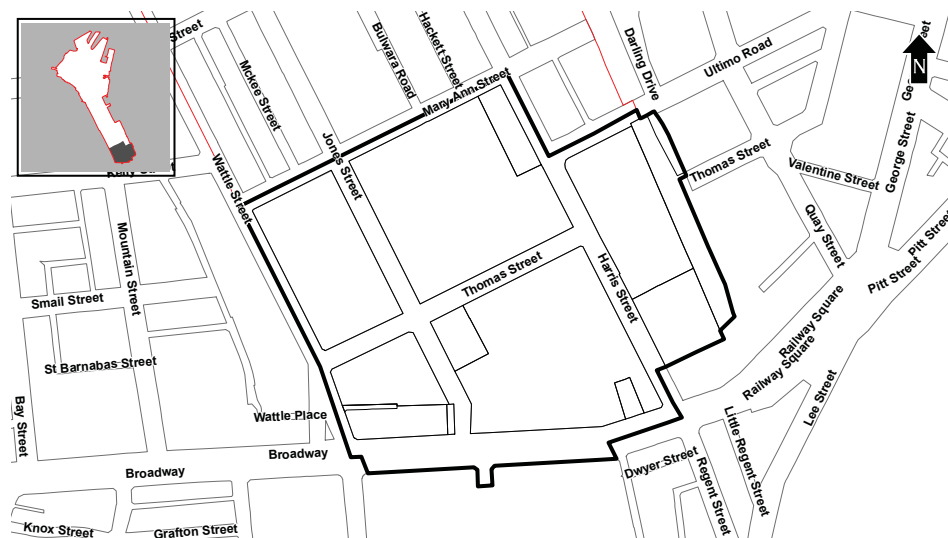 Street
Bulwara Road
Hackett Street
Darling Drive
Ge
et
Ultimo Road
N
Mckee Street
Mary Ann Street
George Street
Jones Street
Thomas Street
Kelly Street
Valentine Street
Wattle Street
Mountain Street
Quay Street
Pitt Street
Thomas Street
Pitt Street
Harris Street
Smail Street
Railway Square
Railway Square
St Barnabas Street
Lee Street
Bay Street
Wattle Place
Little Regent Street
Broadway
Dwyer Street
Broadway
Regent Street
Knox Street
Grafton Street